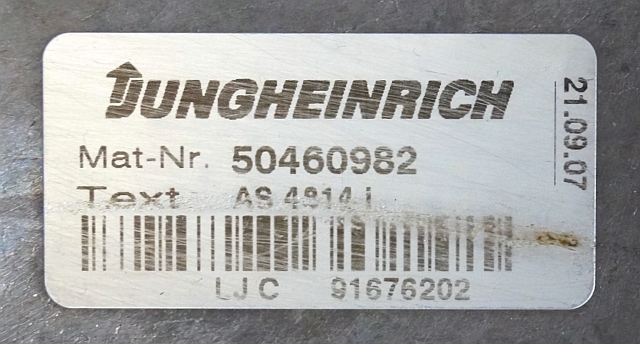 JUNGHEINRICH
21.09.07
Mat-Nr. 50460982
Text AS 4814 i
LJC 91676202